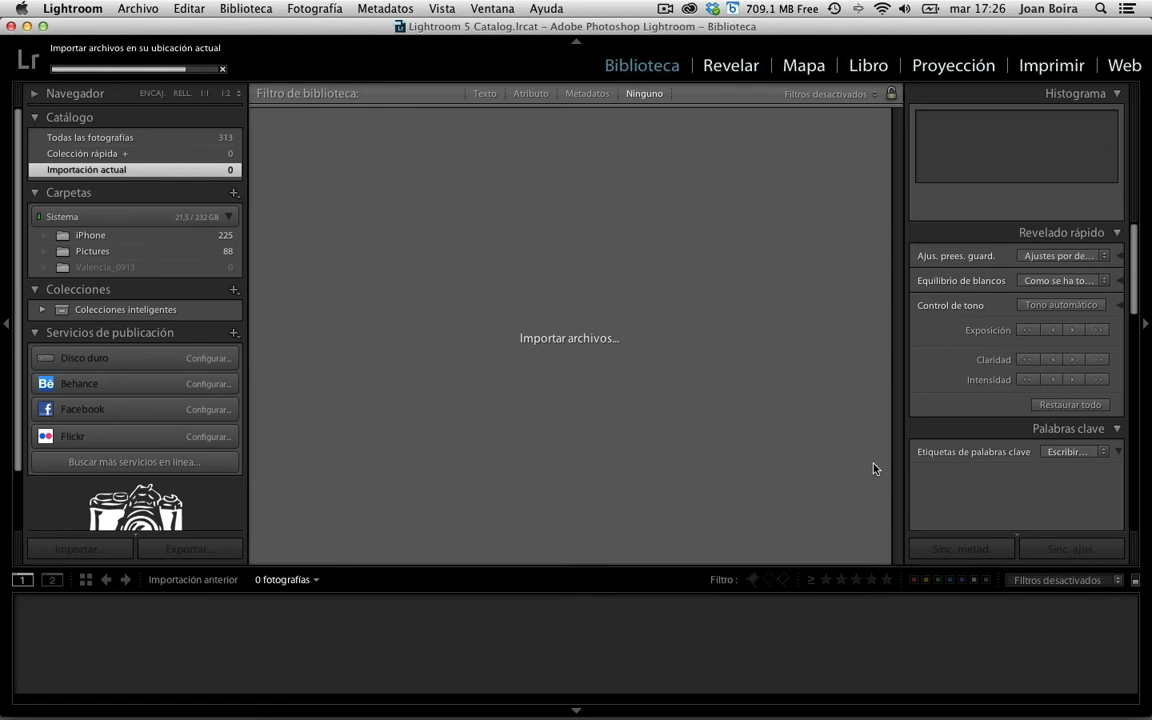 Lightroom Archivo Editar Biblioteca Fotografía Metadatos Vista Ventana Ayuda 709.1 MB Free mar 17:26 Joan Boira
Lightroom 5 Catalog.lrcat – Adobe Photoshop Lightroom – Biblioteca
Lr Importar archivos en su ubicación actual
Biblioteca Revelar Mapa Libro Proyección Imprimir Web
Navegador ENCAJ. RELL. 1:1 1:2
Filtro de biblioteca: Texto Atributo Metadatos Ninguno Filtros desactivados
Histograma
Catálogo
Todas las fotografías 313
Colección rápida + 0
Importación actual 0
Carpetas
Sistema 21,5 / 232 GB
iPhone 225
Pictures 88
Valencia_0913 0
Colecciones
Colecciones inteligentes
Servicios de publicación
Disco duro Configurar...
Bē Behance Configurar...
f Facebook Configurar...
Flickr Configurar...
Buscar más servicios en línea...
Importar... Exportar...
Importar archivos...
Revelado rápido
Ajus. prees. guard. Ajustes por de...
Equilibrio de blancos Como se ha to...
Control de tono Tono automático
Exposición
Claridad
Intensidad
Restaurar todo
Palabras clave
Etiquetas de palabras clave Escribir...
Sinc. metad. Sinc. ajus.
1 2 Importación anterior 0 fotografías Filtro : ≥ Filtros desactivados